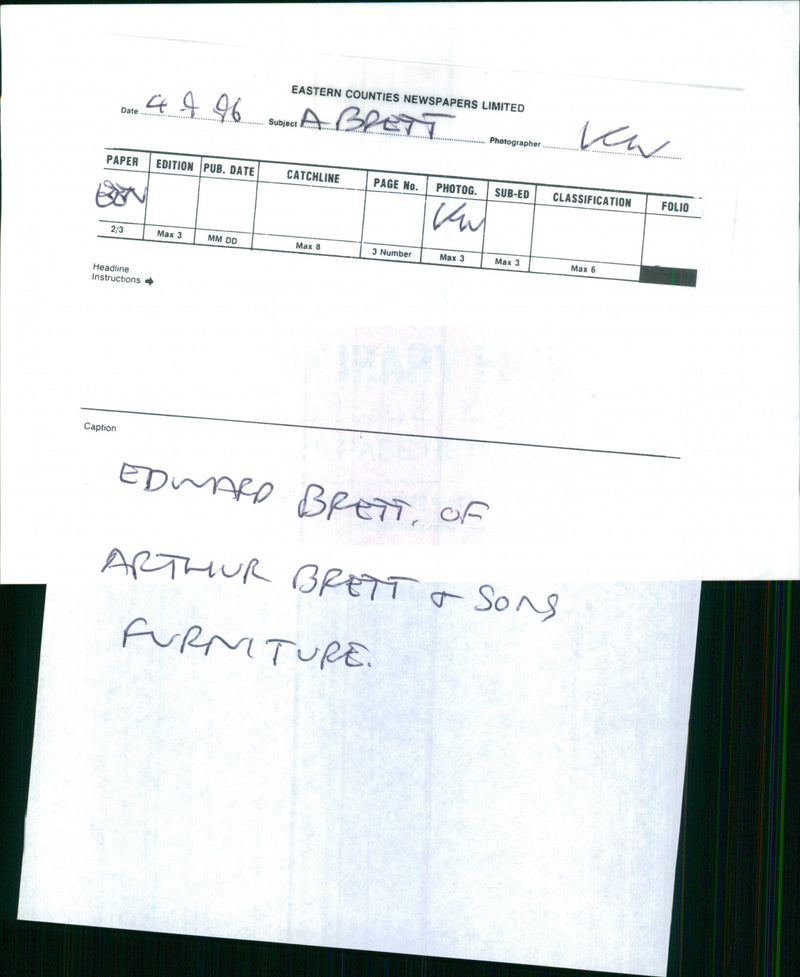 EASTERN COUNTIES NEWSPAPERS LIMITED
Date 4 9 96 Subject A BRETT Photographer KW
PAPER EDITION PUB. DATE CATCHLINE PAGE No. PHOTOG. SUB-ED CLASSIFICATION FOLIO
KW
2/3 Max 3 MM DD Max 8 3 Number Max 3 Max 3 Max 6
Headline
Instructions
Caption
EDWARD BRETT, OF
ARTHUR BRETT & SONS
FURNITURE.